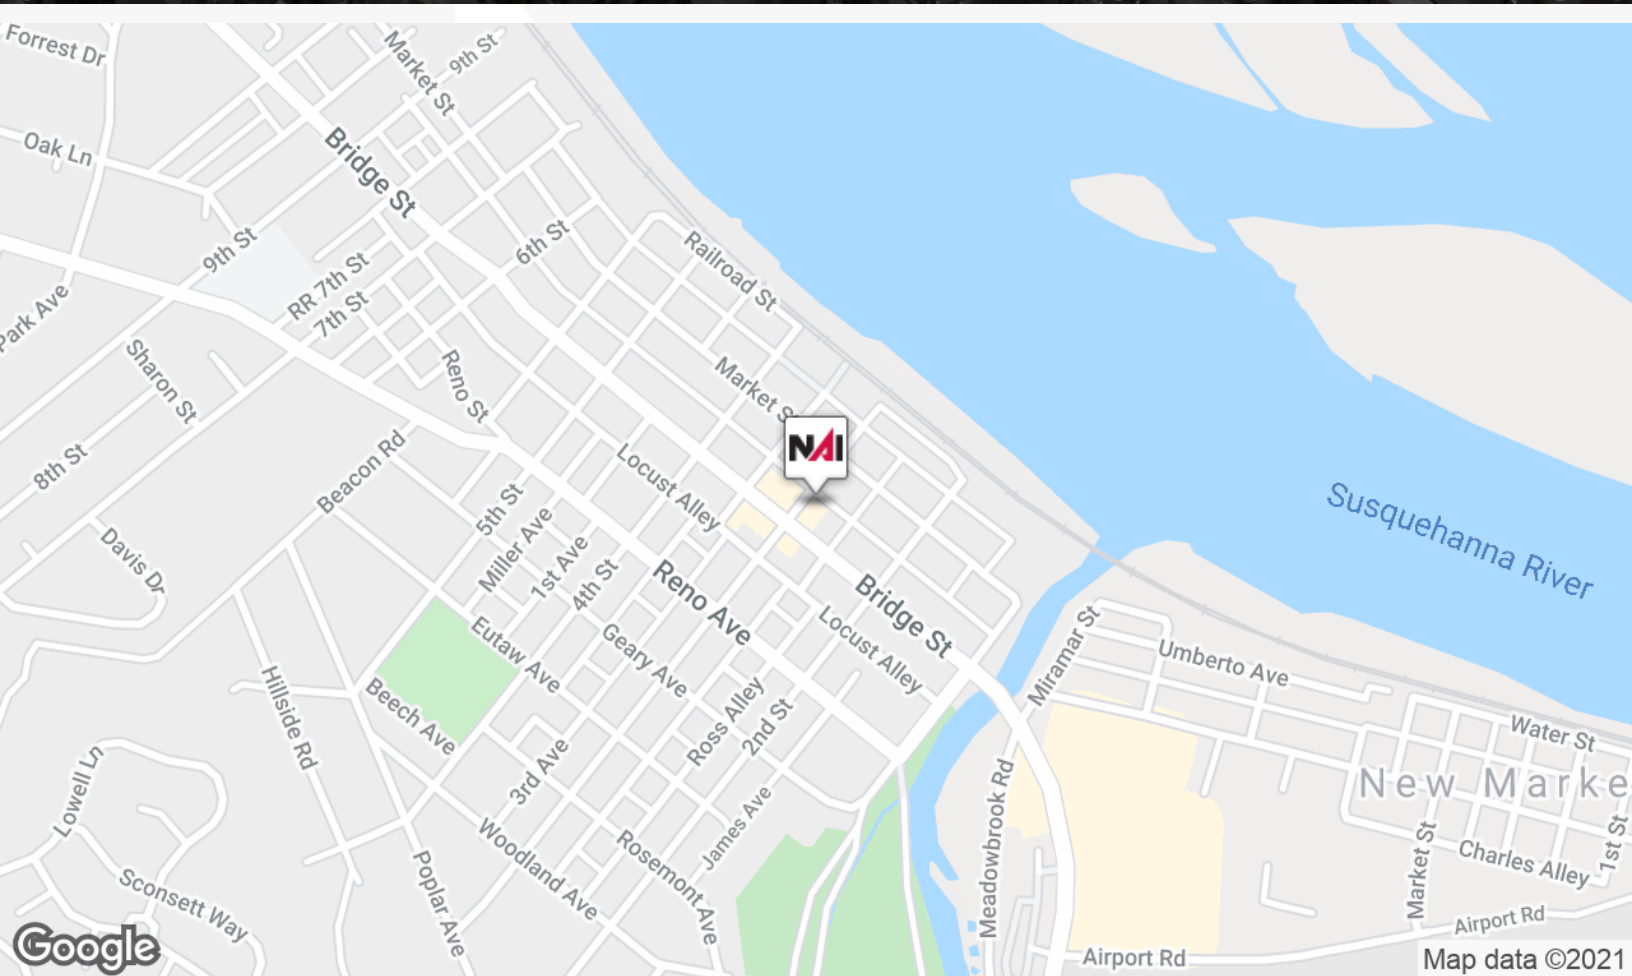 Forrest Dr
Market St
9th St
Oak Ln
Bridge St
9th St
6th St
Railroad St
RR 7th St
7th St
Park Ave
Sharon St
Reno St
Market S
NAI
Beacon Rd
8th St
Locust Alley
5th St
Miller Ave
1st Ave
4th St
Susquehanna River
Davis Dr
Reno Ave
Bridge St
Eutaw Ave
Geary Ave
Locust Alley
Miramar St
Umberto Ave
Hillside Rd
Beech Ave
Ross Alley
2nd St
Water St
3rd Ave
Lowell Ln
New Marke
James Ave
Meadowbrook Rd
Woodland Ave
Rosemont Ave
Market St
Charles Alley
1st St
Poplar Ave
Sconsett Way
Airport Rd
Airport Rd
Google
Map data ©2021